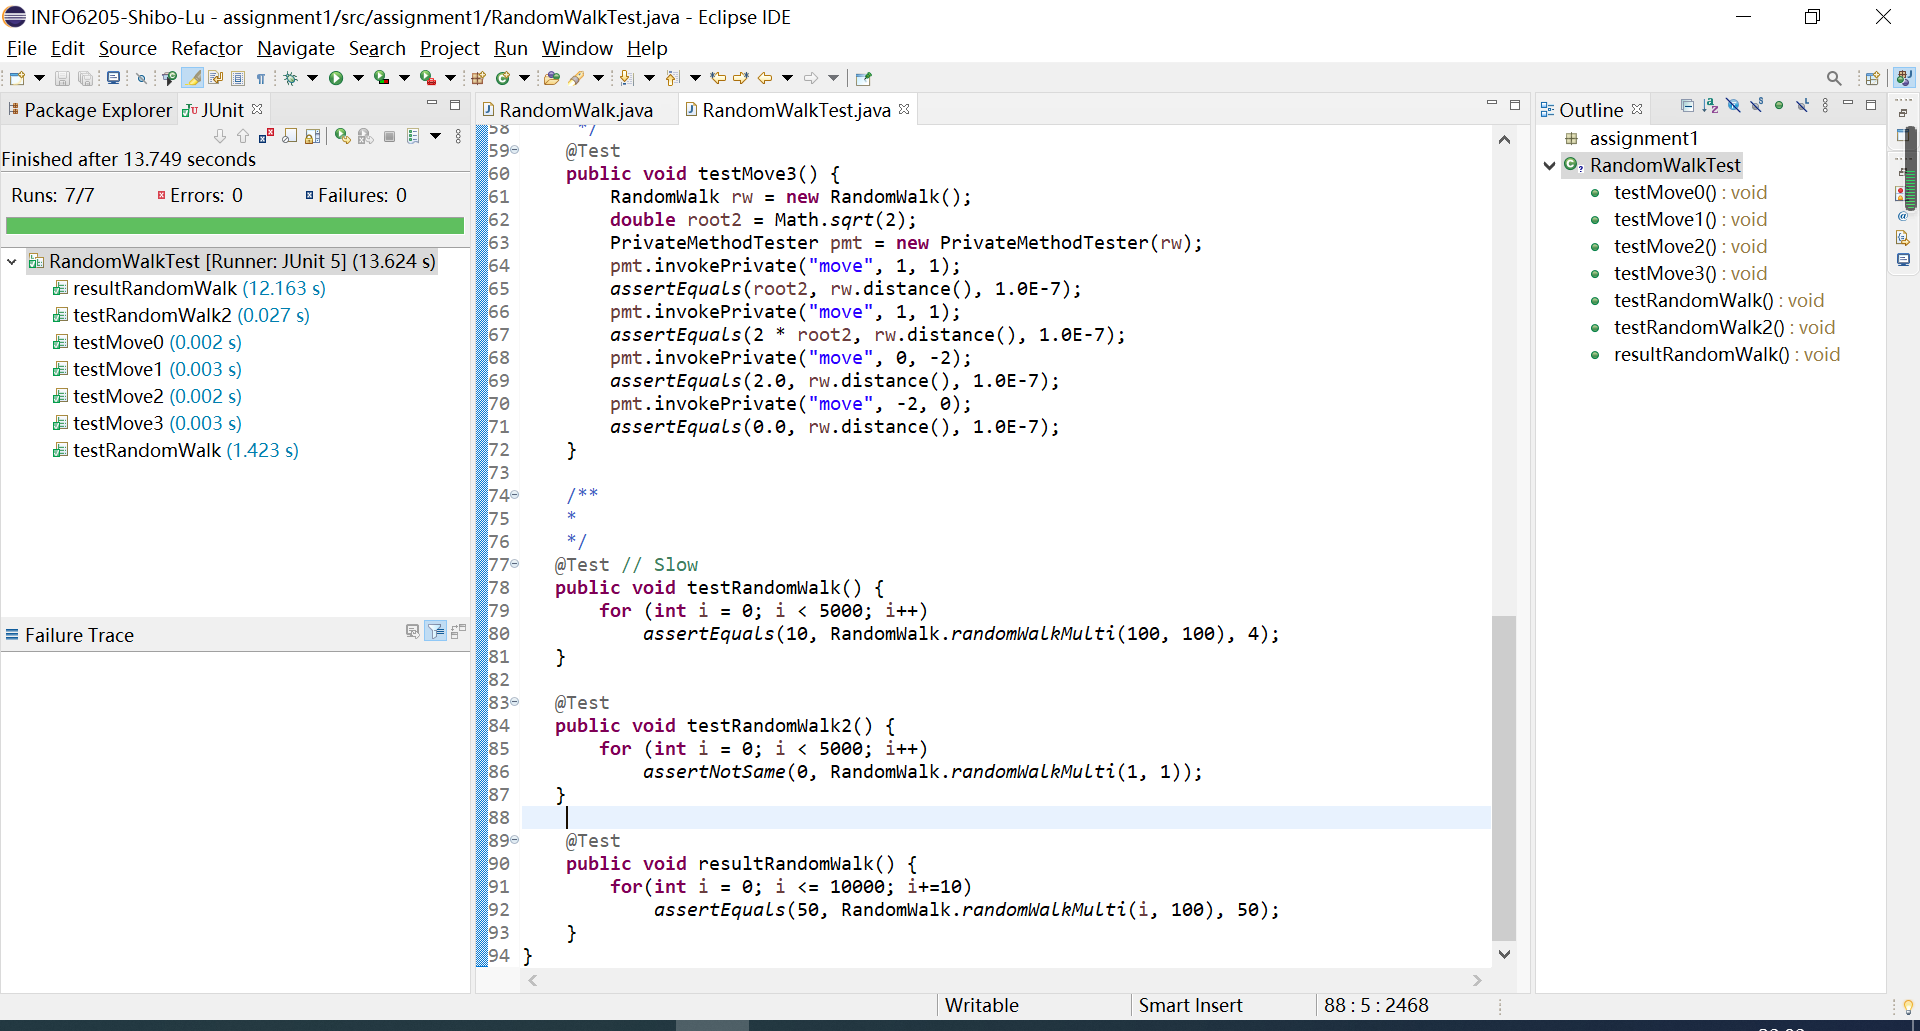 INFO6205-Shibo-Lu - assignment1/src/assignment1/RandomWalkTest.java - Eclipse IDE
File Edit Source Refactor Navigate Search Project Run Window Help
Package Explorer JUnit
Finished after 13.749 seconds
Runs: 7/7 Errors: 0 Failures: 0
RandomWalkTest [Runner: JUnit 5] (13.624 s)
resultRandomWalk (12.163 s)
testRandomWalk2 (0.027 s)
testMove0 (0.002 s)
testMove1 (0.003 s)
testMove2 (0.002 s)
testMove3 (0.003 s)
testRandomWalk (1.423 s)
Failure Trace
RandomWalk.java RandomWalkTest.java
58 */
59 @Test
60 public void testMove3() {
61 RandomWalk rw = new RandomWalk();
62 double root2 = Math.sqrt(2);
63 PrivateMethodTester pmt = new PrivateMethodTester(rw);
64 pmt.invokePrivate("move", 1, 1);
65 assertEquals(root2, rw.distance(), 1.0E-7);
66 pmt.invokePrivate("move", 1, 1);
67 assertEquals(2 * root2, rw.distance(), 1.0E-7);
68 pmt.invokePrivate("move", 0, -2);
69 assertEquals(2.0, rw.distance(), 1.0E-7);
70 pmt.invokePrivate("move", -2, 0);
71 assertEquals(0.0, rw.distance(), 1.0E-7);
72 }
73
74 /**
75 *
76 */
77 @Test // Slow
78 public void testRandomWalk() {
79 for (int i = 0; i < 5000; i++)
80 assertEquals(10, RandomWalk.randomWalkMulti(100, 100), 4);
81 }
82
83 @Test
84 public void testRandomWalk2() {
85 for (int i = 0; i < 5000; i++)
86 assertNotSame(0, RandomWalk.randomWalkMulti(1, 1));
87 }
88
89 @Test
90 public void resultRandomWalk() {
91 for(int i = 0; i <= 10000; i+=10)
92 assertEquals(50, RandomWalk.randomWalkMulti(i, 100), 50);
93 }
94 }
Outline
assignment1
RandomWalkTest
testMove0() : void
testMove1() : void
testMove2() : void
testMove3() : void
testRandomWalk() : void
testRandomWalk2() : void
resultRandomWalk() : void
Writable Smart Insert 88 : 5 : 2468